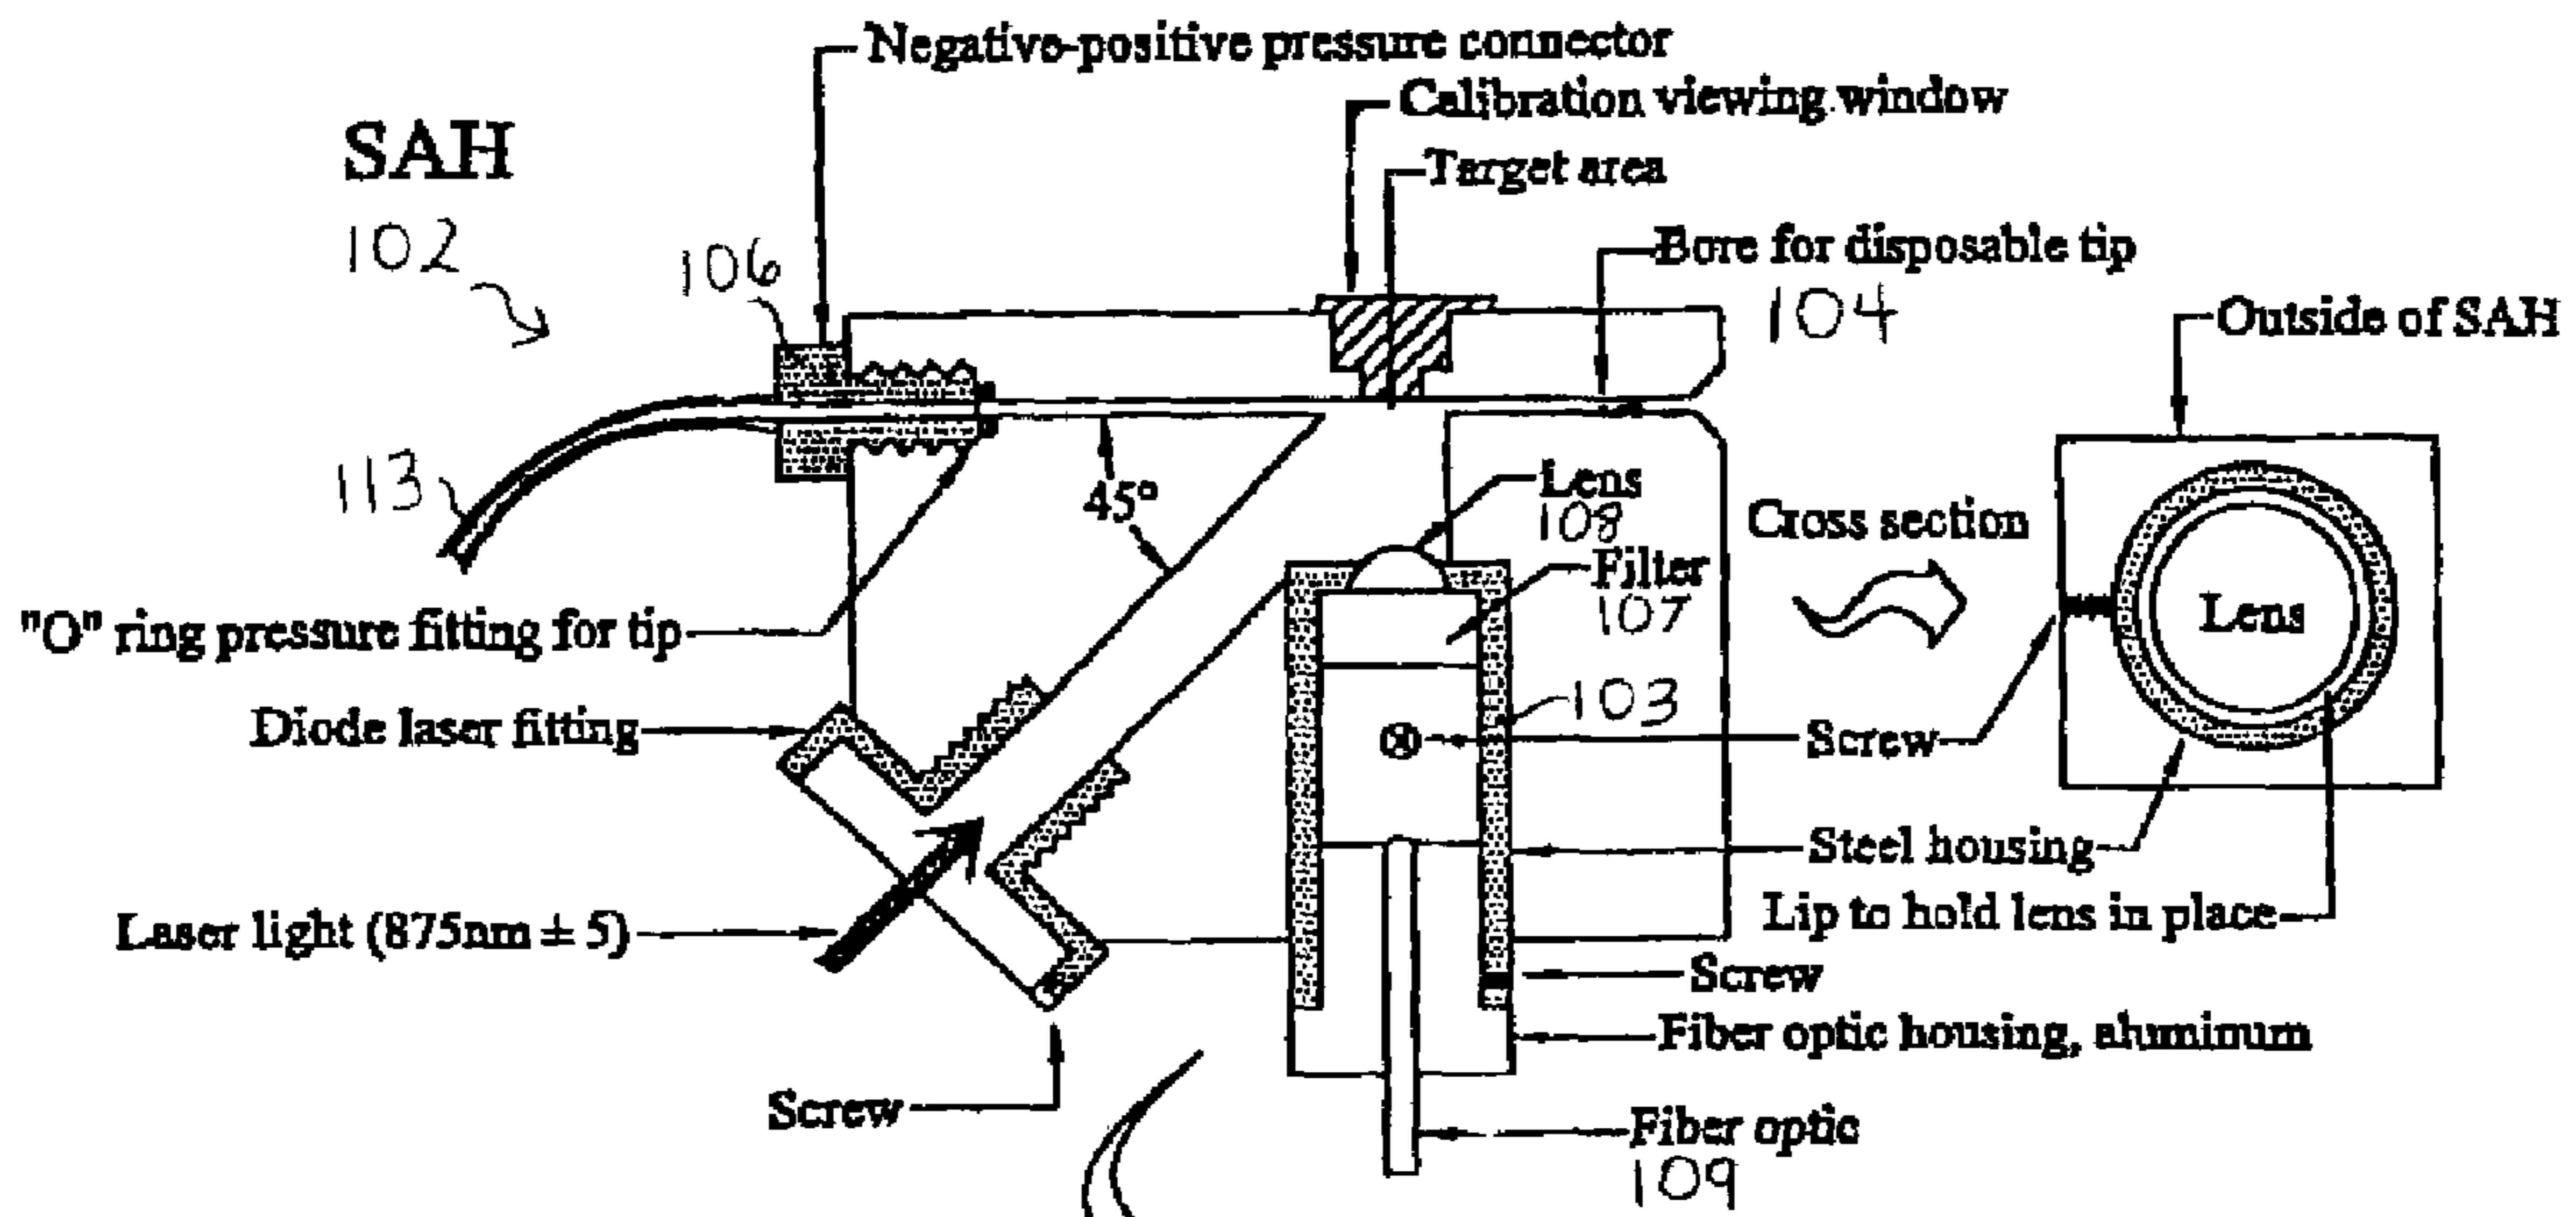 Negative-positive pressure connector
Calibration viewing window
SAH
102
Target area
106
Bore for disposable tip
104
Outside of SAH
113
45°
Lens
108
Cross section
Filter
107
Lens
"O" ring pressure fitting for tip
103
Diode laser fitting
Screw
Steel housing
Laser light (875nm ± 5)
Lip to hold lens in place
Screw
Fiber optic housing, aluminum
Screw
Fiber optic
109